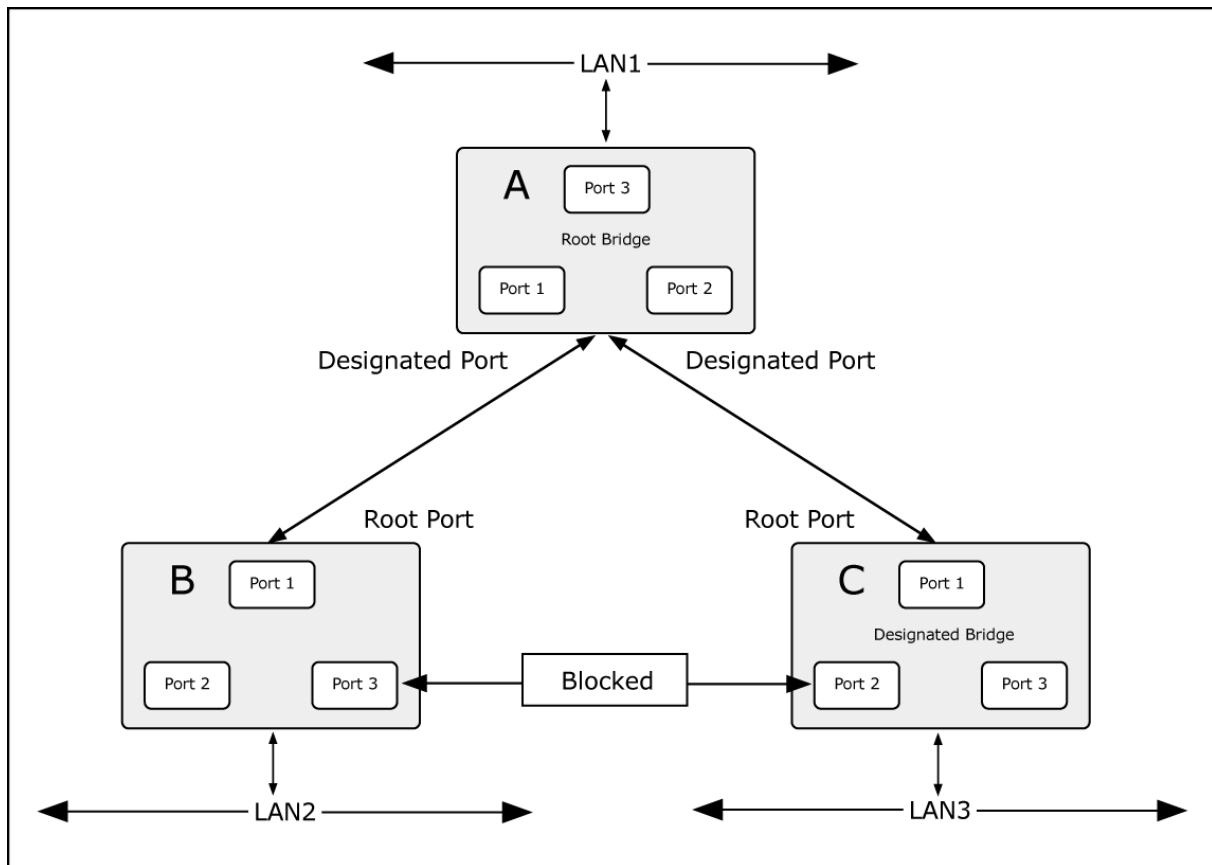 LAN1
A
Port 3
Root Bridge
Port 1
Port 2
Designated Port
Designated Port
Root Port
Root Port
B
Port 1
Port 2
Port 3
Blocked
C
Port 1
Designated Bridge
Port 2
Port 3
LAN2
LAN3